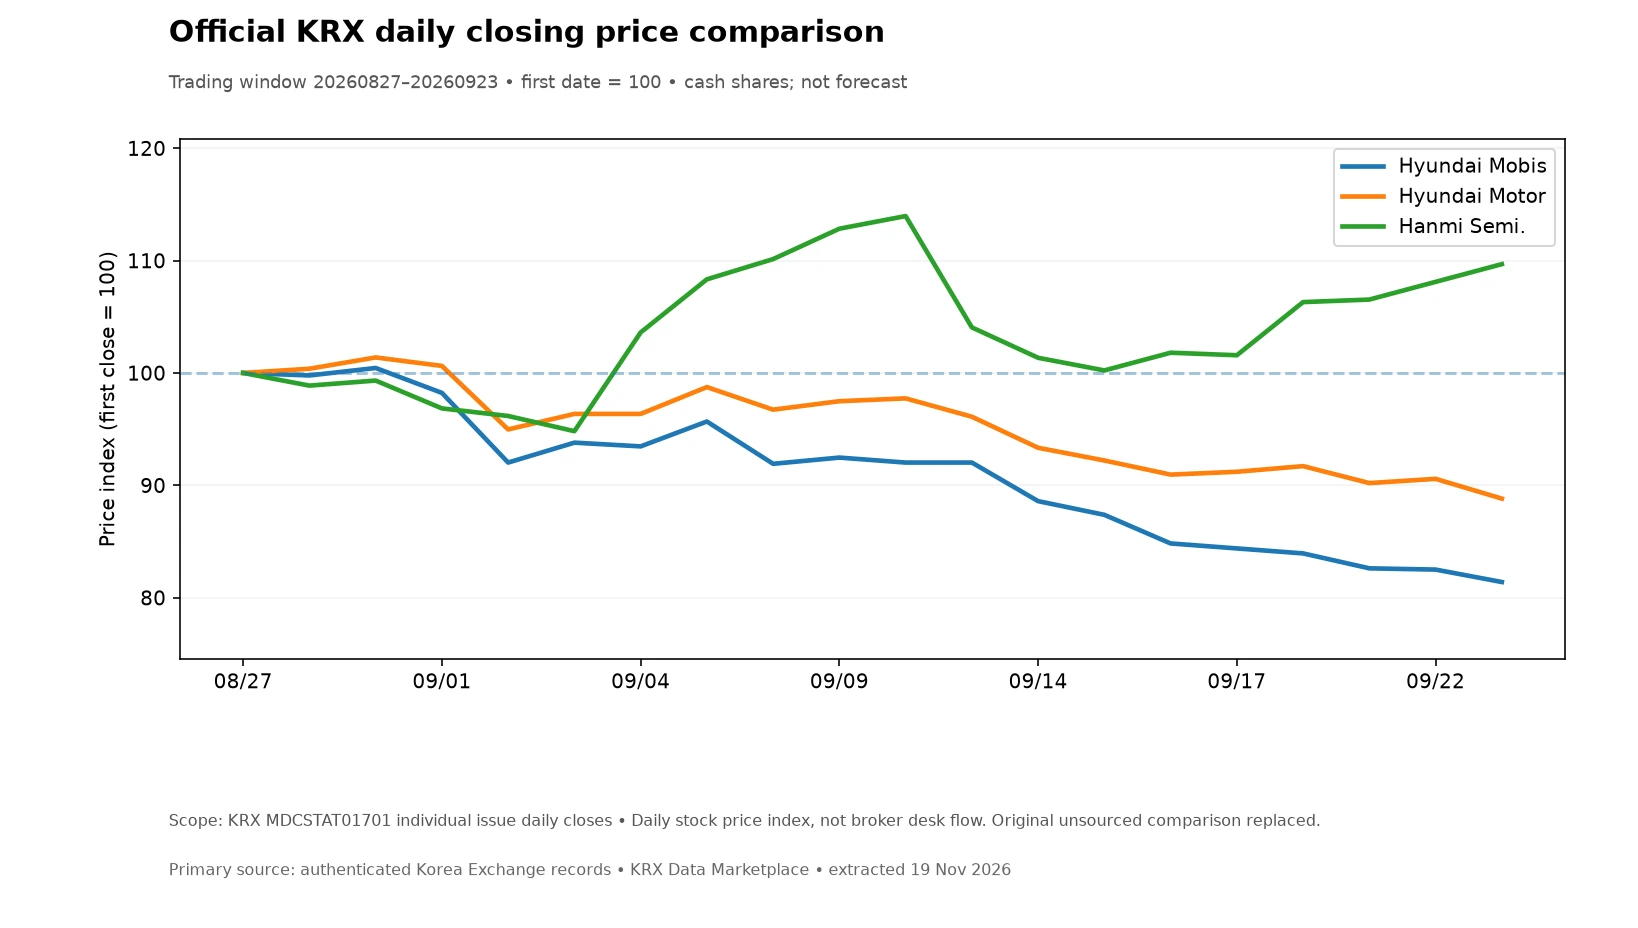 Official KRX daily closing price comparison
Trading window 20260827–20260923 • first date = 100 • cash shares; not forecast
Price index (first close = 100)
120
110
100
90
80
Hyundai Mobis
Hyundai Motor
Hanmi Semi.
08/27 09/01 09/04 09/09 09/14 09/17 09/22
Scope: KRX MDCSTAT01701 individual issue daily closes • Daily stock price index, not broker desk flow. Original unsourced comparison replaced.
Primary source: authenticated Korea Exchange records • KRX Data Marketplace • extracted 19 Nov 2026